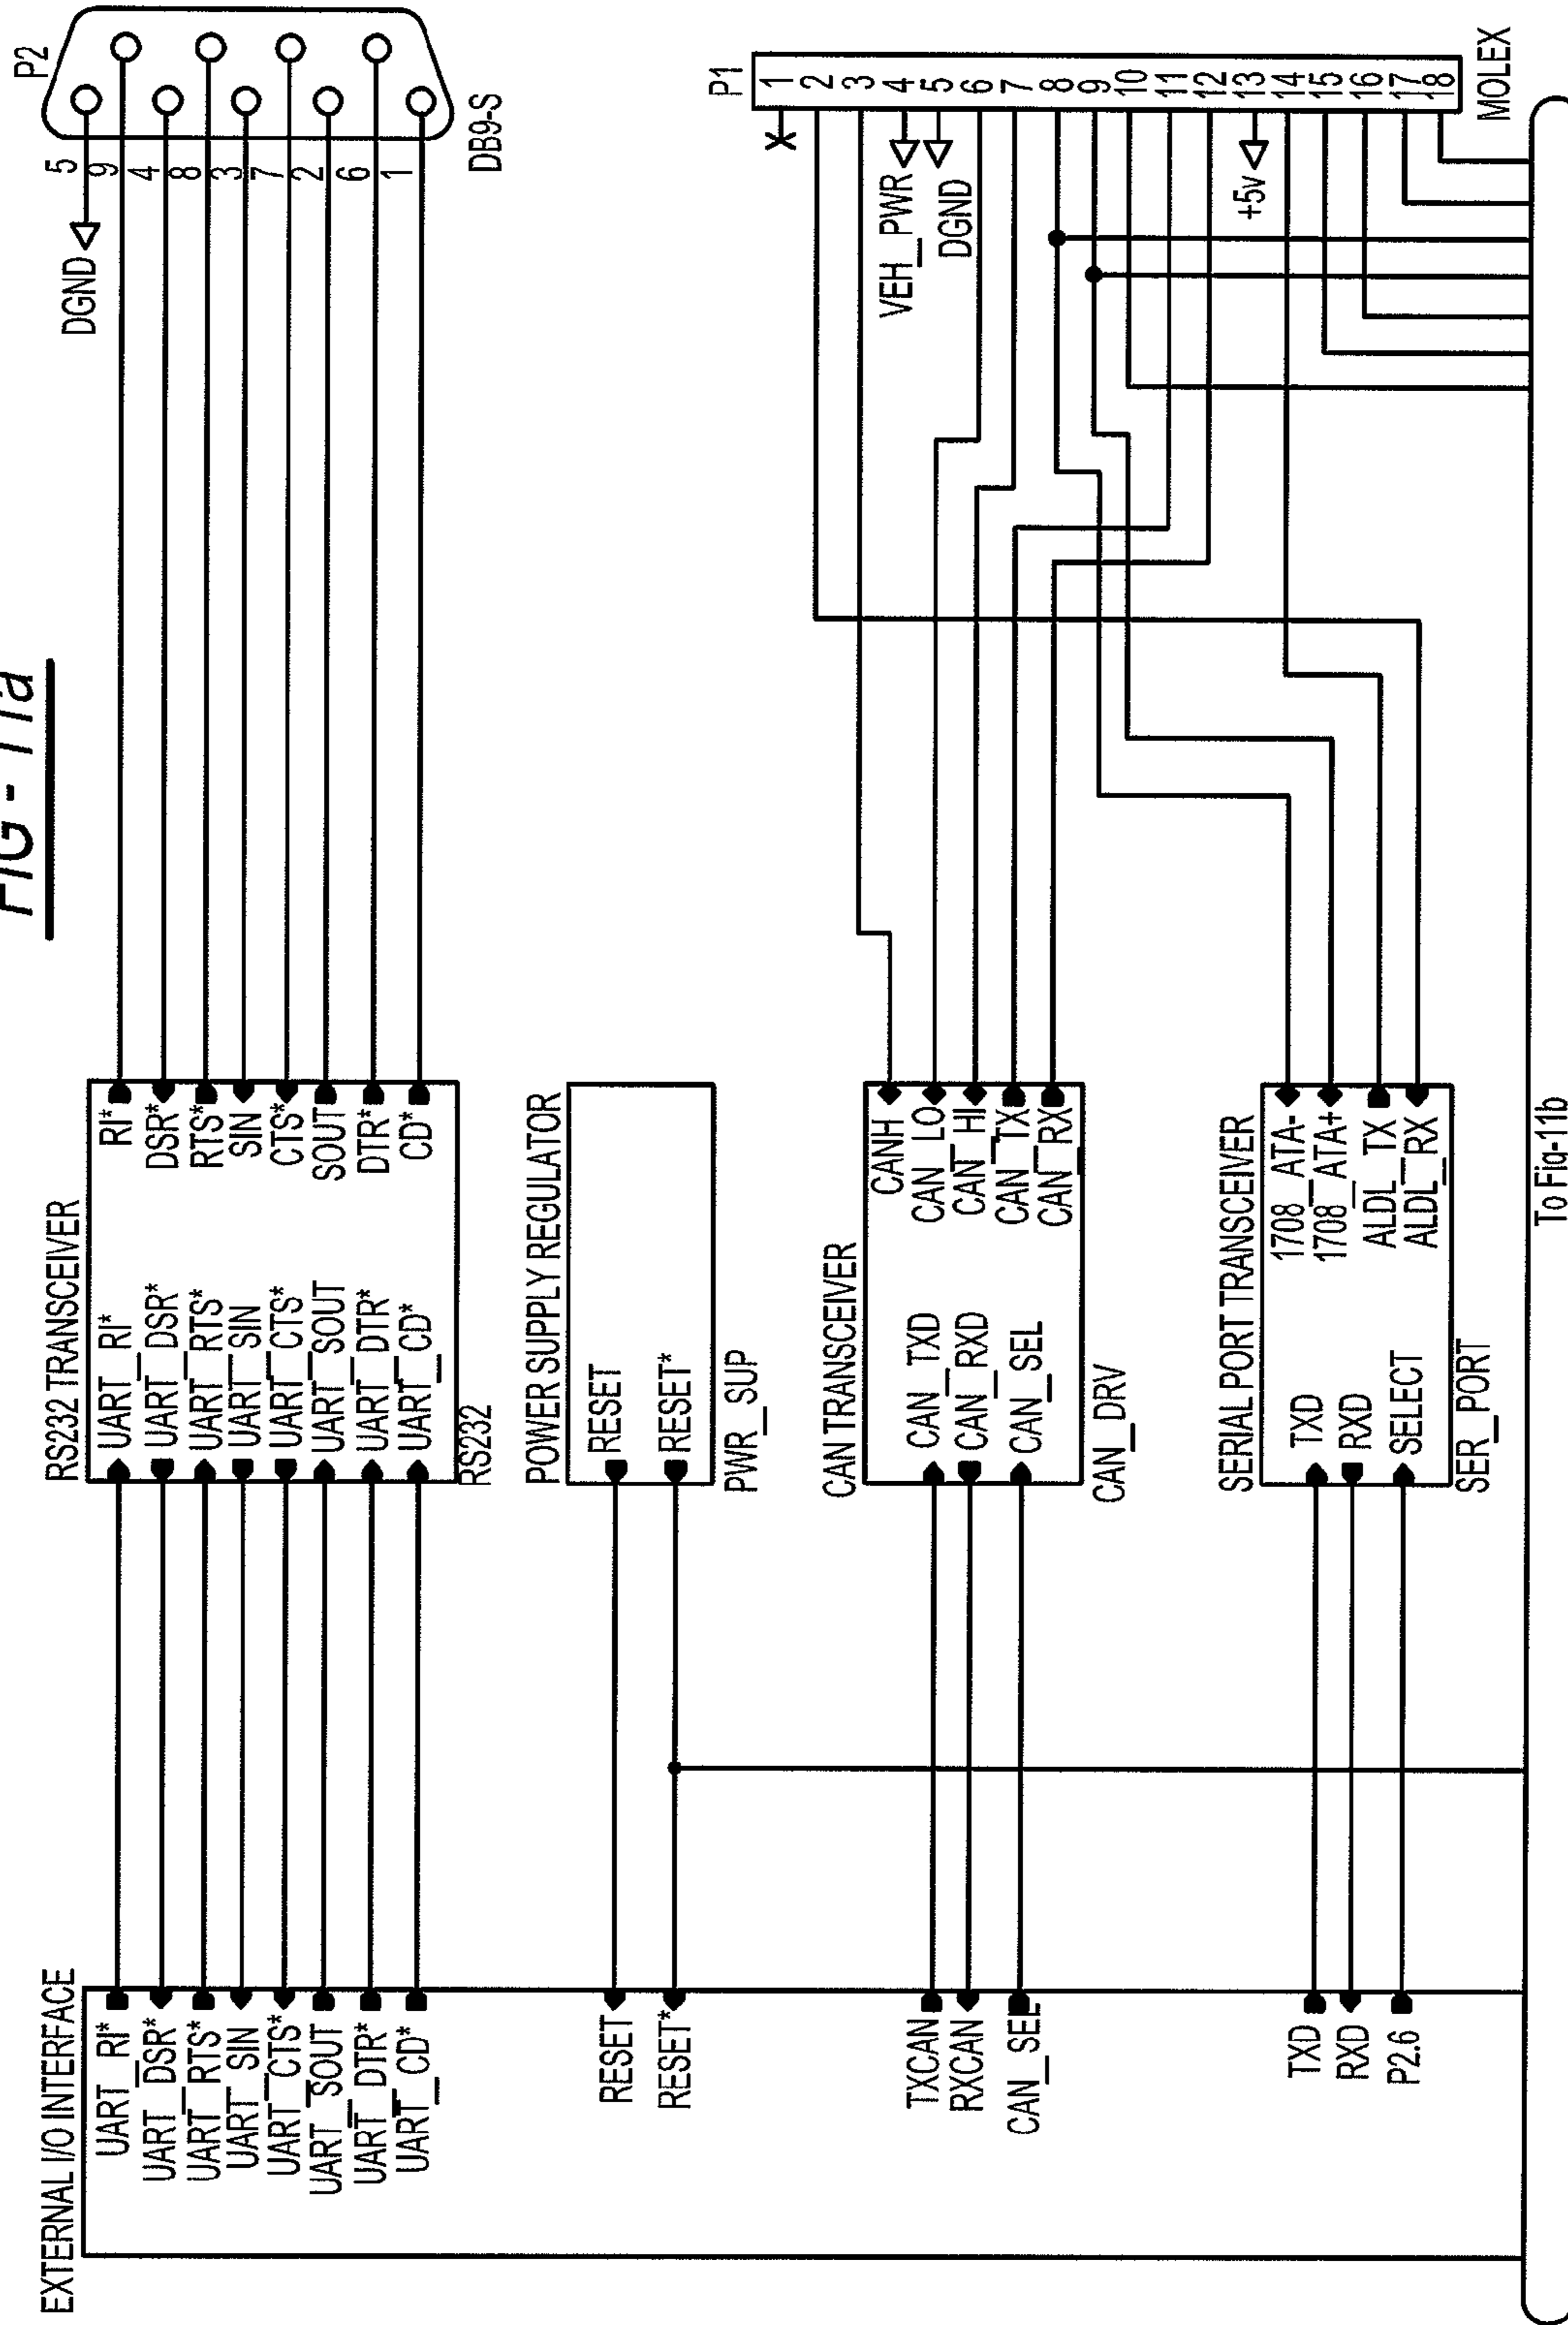 FIG - 11a
EXTERNAL I/O INTERFACE
UART_RI*
UART_DSR*
UART_RTS*
UART_SIN
UART_CTS*
UART_SOUT
UART_DTR*
UART_CD*
RESET
RESET*
TXCAN
RXCAN
CAN_SEL
TXD
RXD
P2.6
RS232 TRANSCEIVER
UART_RI*
UART_DSR*
UART_RTS*
UART_SIN
UART_CTS*
UART_SOUT
UART_DTR*
UART_CD*
RI*
DSR*
RTS*
SIN
CTS*
SOUT
DTR*
CD*
RS232
POWER SUPPLY REGULATOR
RESET
RESET*
PWR_SUP
CAN TRANSCEIVER
CAN_TXD
CAN_RXD
CAN_SEL
CANH
CAN_LO
CAN_HI
CAN_TX
CAN_RX
CAN_DRV
SERIAL PORT TRANSCEIVER
TXD
RXD
SELECT
1708_ATA-
1708_ATA+
ALDL_TX
ALDL_RX
SER_PORT
P2
DGND
5
9
4
8
3
7
2
6
1
DB9-S
P1
X
VEH_PWR
DGND
+5v
1
2
3
4
5
6
7
8
9
10
11
12
13
14
15
16
17
18
MOLEX
To Fig-11b